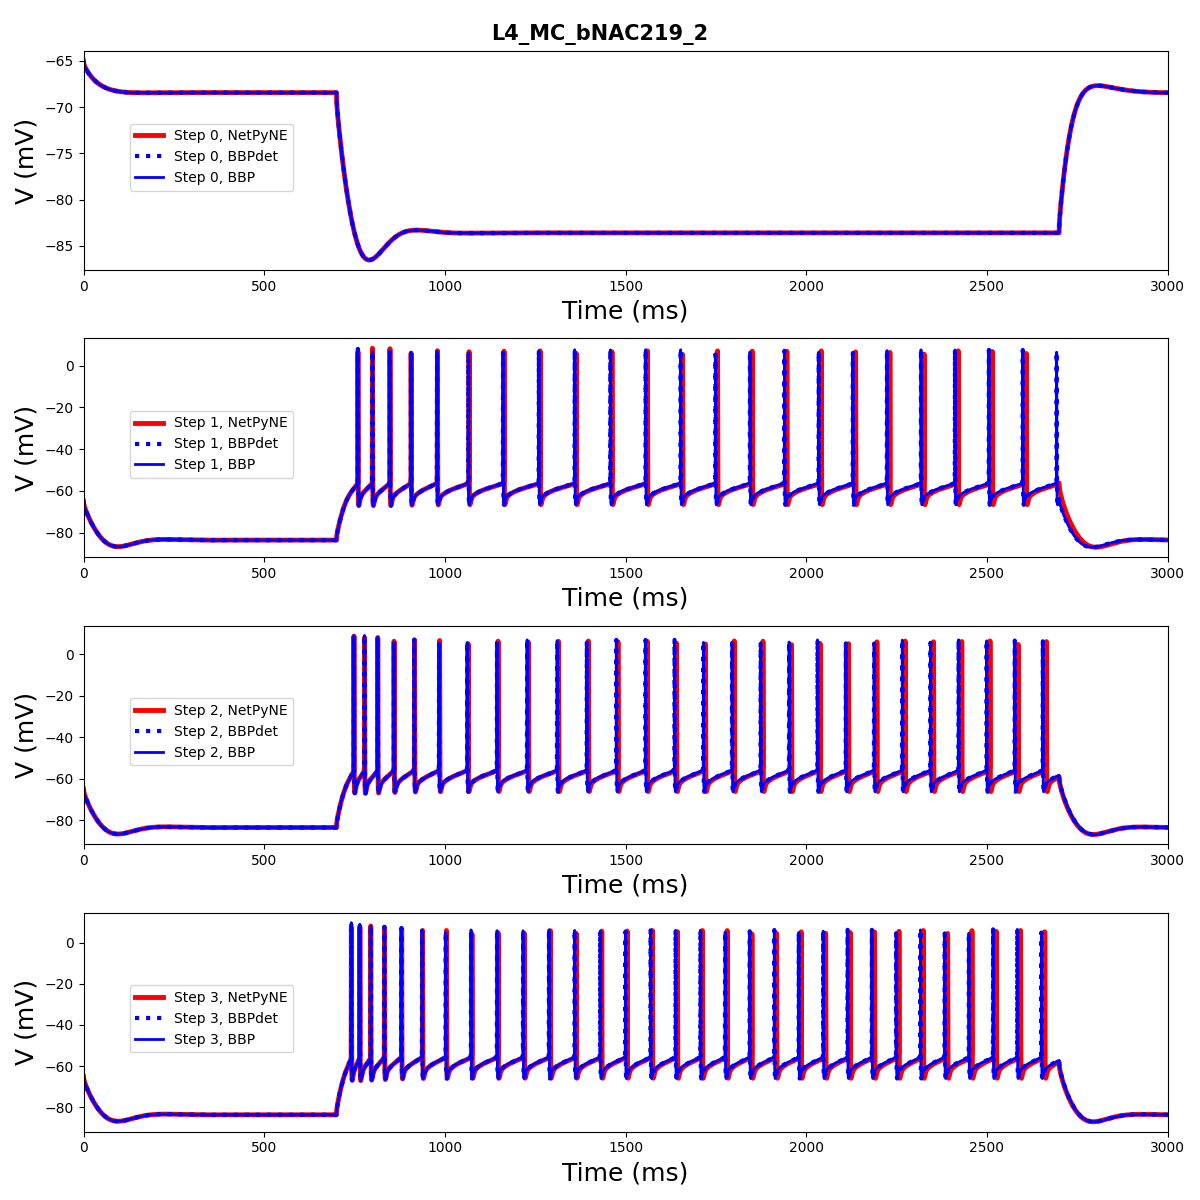 L4_MC_bNAC219_2
−65
−70
−75
−80
−85
V (mV)
Step 0, NetPyNE
Step 0, BBPdet
Step 0, BBP
0 500 1000 1500 2000 2500 3000
Time (ms)
0
−20
−40
−60
−80
V (mV)
Step 1, NetPyNE
Step 1, BBPdet
Step 1, BBP
0 500 1000 1500 2000 2500 3000
Time (ms)
0
−20
−40
−60
−80
V (mV)
Step 2, NetPyNE
Step 2, BBPdet
Step 2, BBP
0 500 1000 1500 2000 2500 3000
Time (ms)
0
−20
−40
−60
−80
V (mV)
Step 3, NetPyNE
Step 3, BBPdet
Step 3, BBP
0 500 1000 1500 2000 2500 3000
Time (ms)